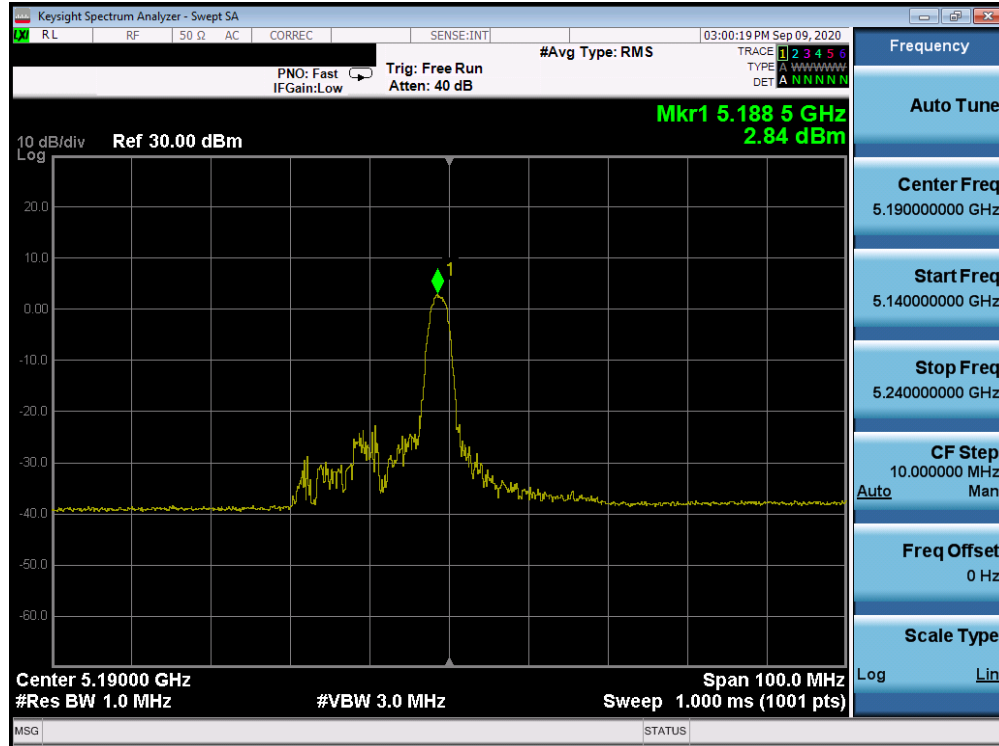 Keysight Spectrum Analyzer - Swept SA
LXI RL RF 50 Ω AC CORREC SENSE:INT 03:00:19 PM Sep 09, 2020
#Avg Type: RMS TRACE 1 2 3 4 5 6
PNO: Fast Trig: Free Run TYPE A WWWWW
IFGain:Low Atten: 40 dB DET A N N N N N
Mkr1 5.188 5 GHz
2.84 dBm
10 dB/div Ref 30.00 dBm
Log
20.0
10.0
1
0.00
-10.0
-20.0
-30.0
-40.0
-50.0
-60.0
Center 5.19000 GHz Span 100.0 MHz
#Res BW 1.0 MHz #VBW 3.0 MHz Sweep 1.000 ms (1001 pts)
MSG STATUS
Frequency
Auto Tune
Center Freq
5.190000000 GHz
Start Freq
5.140000000 GHz
Stop Freq
5.240000000 GHz
CF Step
10.000000 MHz
Auto Man
Freq Offset
0 Hz
Scale Type
Log Lin